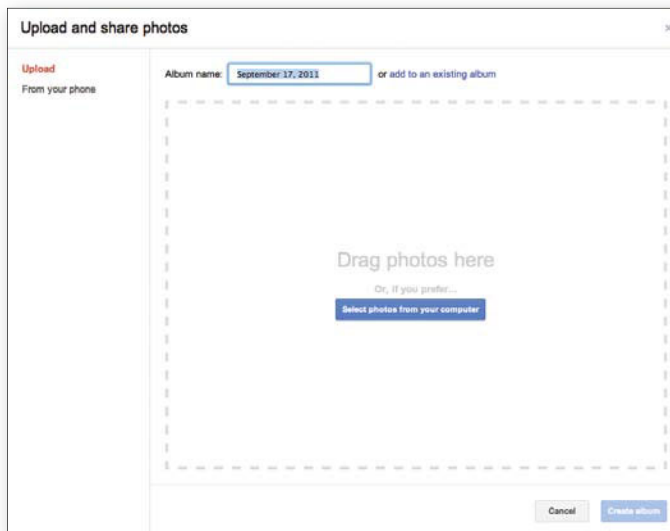 Upload and share photos
Upload
From your phone
Album name: September 17, 2011 or add to an existing album
Drag photos here
Or, if you prefer...
Select photos from your computer
Cancel
Create album